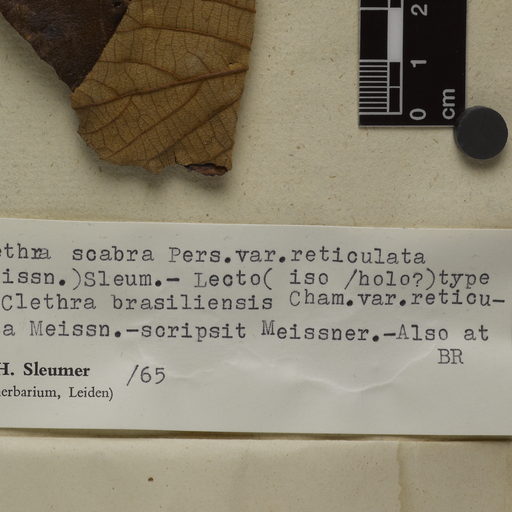 2
1
0
cm
ethra scabra Pers.var.reticulata
issn.)Sleum.- Lecto( iso /holo?)type
Clethra brasiliensis Cham.var.reticu-
a Meissn.-scripsit Meissner.-Also at
BR
H. Sleumer /65
erbarium, Leiden)